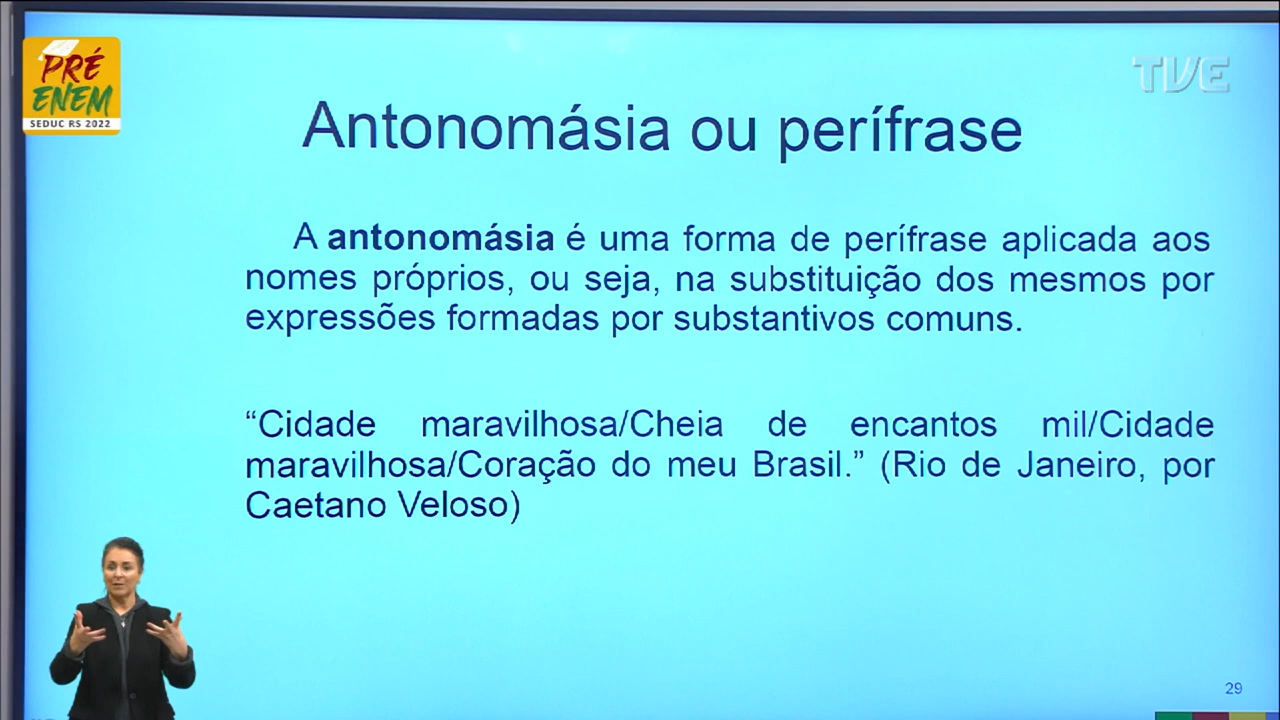 PRÉ
ENEM
SEDUC RS 2022
TVE
Antonomásia ou perífrase
A antonomásia é uma forma de perífrase aplicada aos
nomes próprios, ou seja, na substituição dos mesmos por
expressões formadas por substantivos comuns.
“Cidade maravilhosa/Cheia de encantos mil/Cidade
maravilhosa/Coração do meu Brasil.” (Rio de Janeiro, por
Caetano Veloso)
29